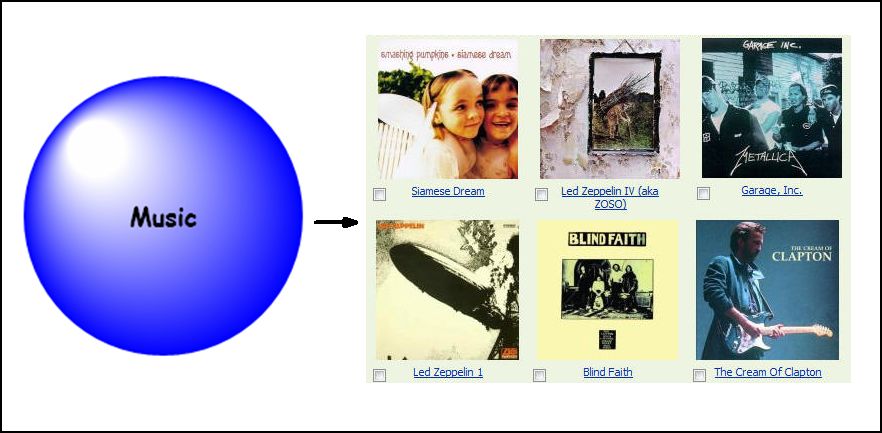 Music
smashing pumpkins • siamese dream
GARAGE INC.
METALLICA
Siamese Dream
Led Zeppelin IV (aka
ZOSO)
Garage, Inc.
LED ZEPPELIN
BLIND FAITH
THE CREAM OF
CLAPTON
Led Zeppelin 1
Blind Faith
The Cream Of Clapton